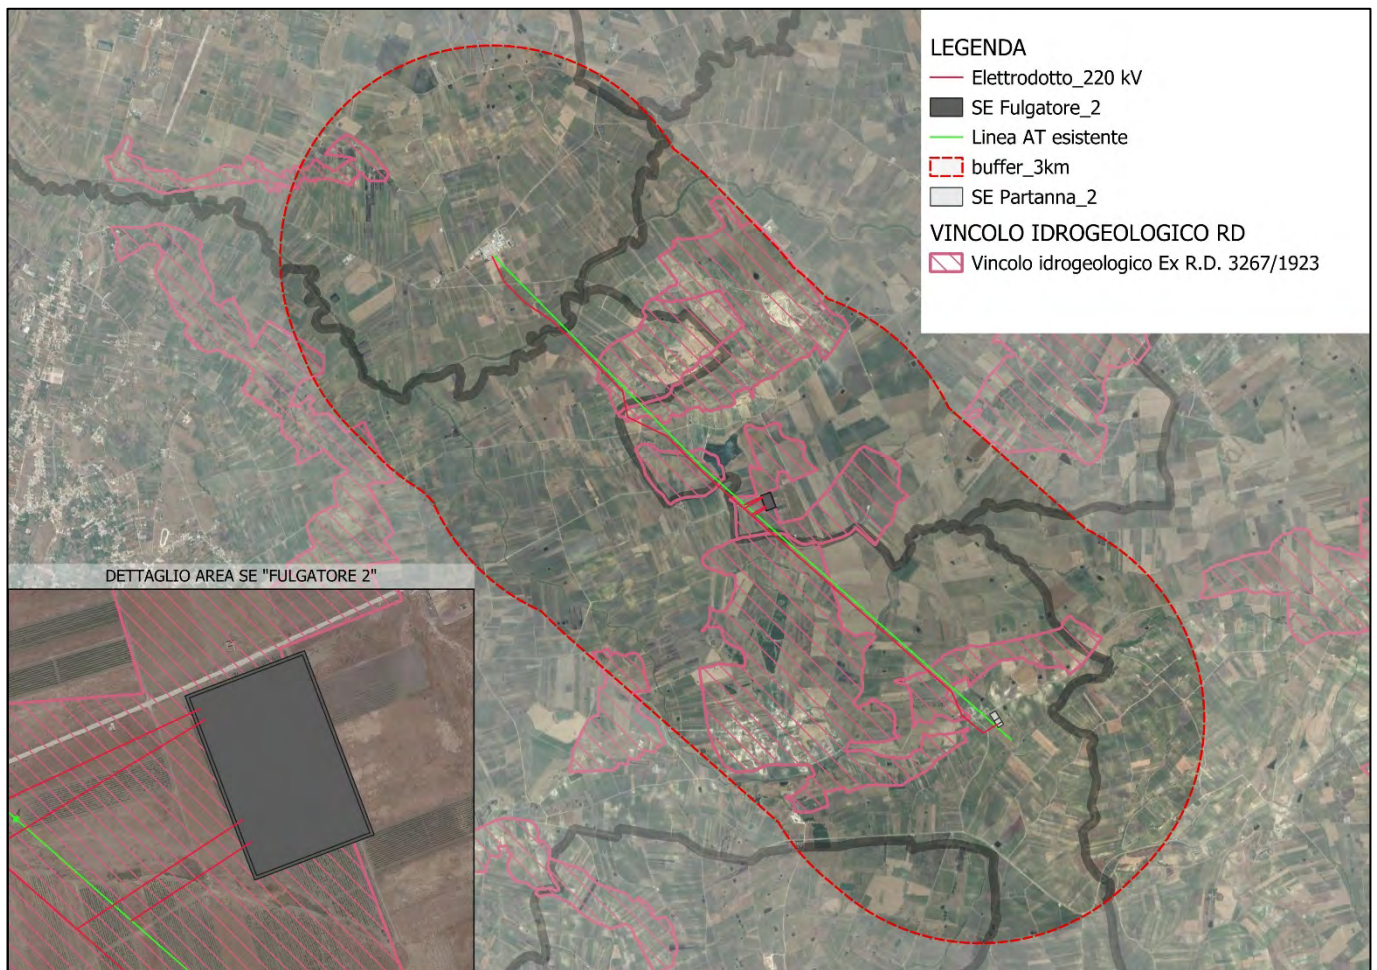 LEGENDA
Elettrodotto_220 kV
SE Fulgatore_2
Linea AT esistente
buffer_3km
SE Partanna_2
VINCOLO IDROGEOLOGICO RD
Vincolo idrogeologico Ex R.D. 3267/1923
DETTAGLIO AREA SE "FULGATORE 2"